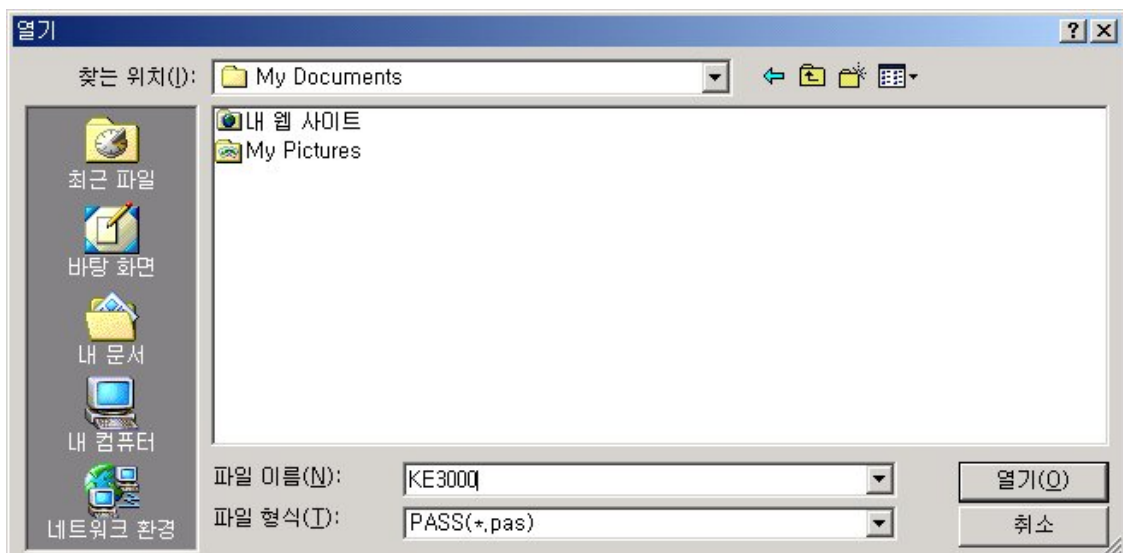 열기
찾는 위치(I):
My Documents
내 웹 사이트
My Pictures
최근 파일
바탕 화면
내 문서
내 컴퓨터
네트워크 환경
파일 이름(N):
KE3000
열기(O)
파일 형식(T):
PASS(*.pas)
취소